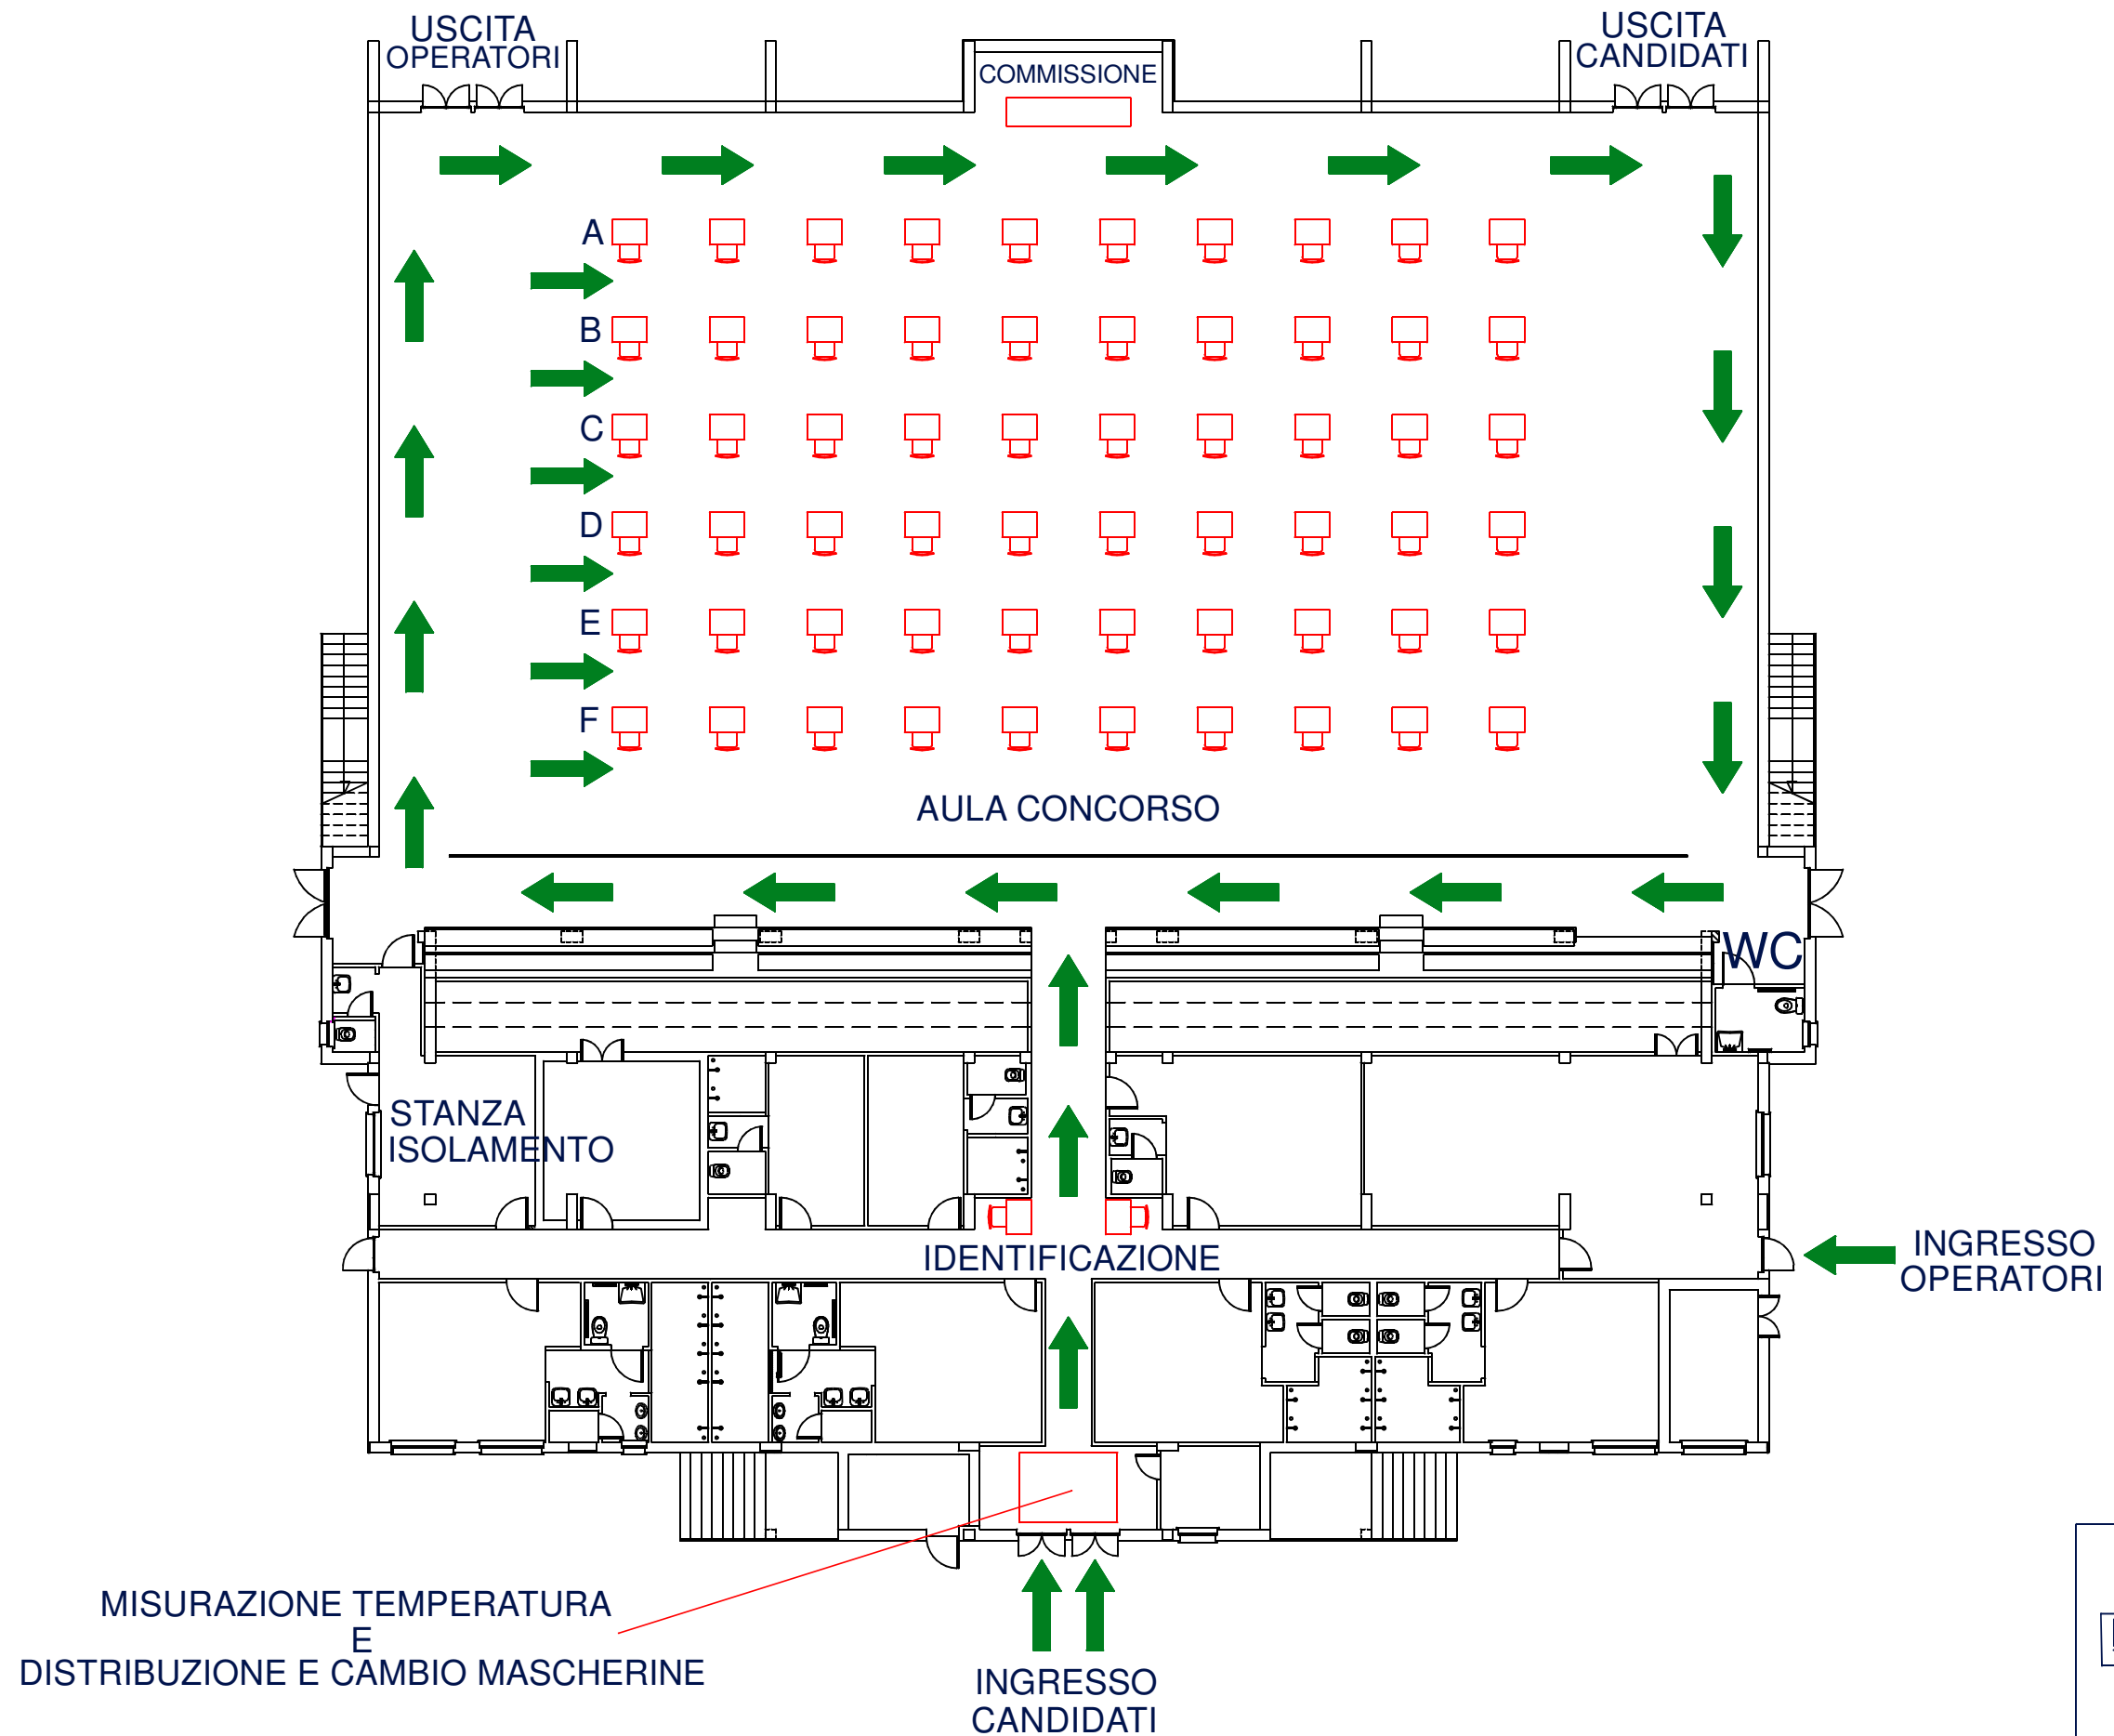 USCITA
OPERATORI
USCITA
CANDIDATI
COMMISSIONE
A
B
C
D
E
F
AULA CONCORSO
WC
STANZA
ISOLAMENTO
IDENTIFICAZIONE
INGRESSO
OPERATORI
MISURAZIONE TEMPERATURA
E
DISTRIBUZIONE E CAMBIO MASCHERINE
INGRESSO
CANDIDATI